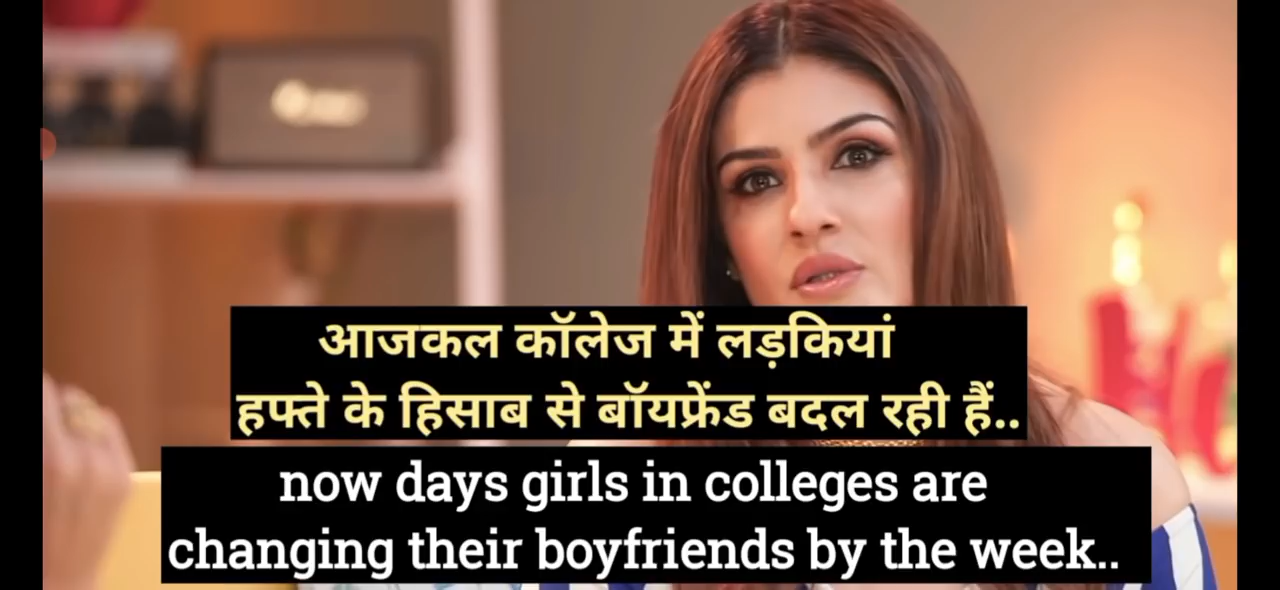 आजकल कॉलेज में लड़कियां
हफ्ते के हिसाब से बॉयफ्रेंड बदल रही हैं..
now days girls in colleges are
changing their boyfriends by the week..